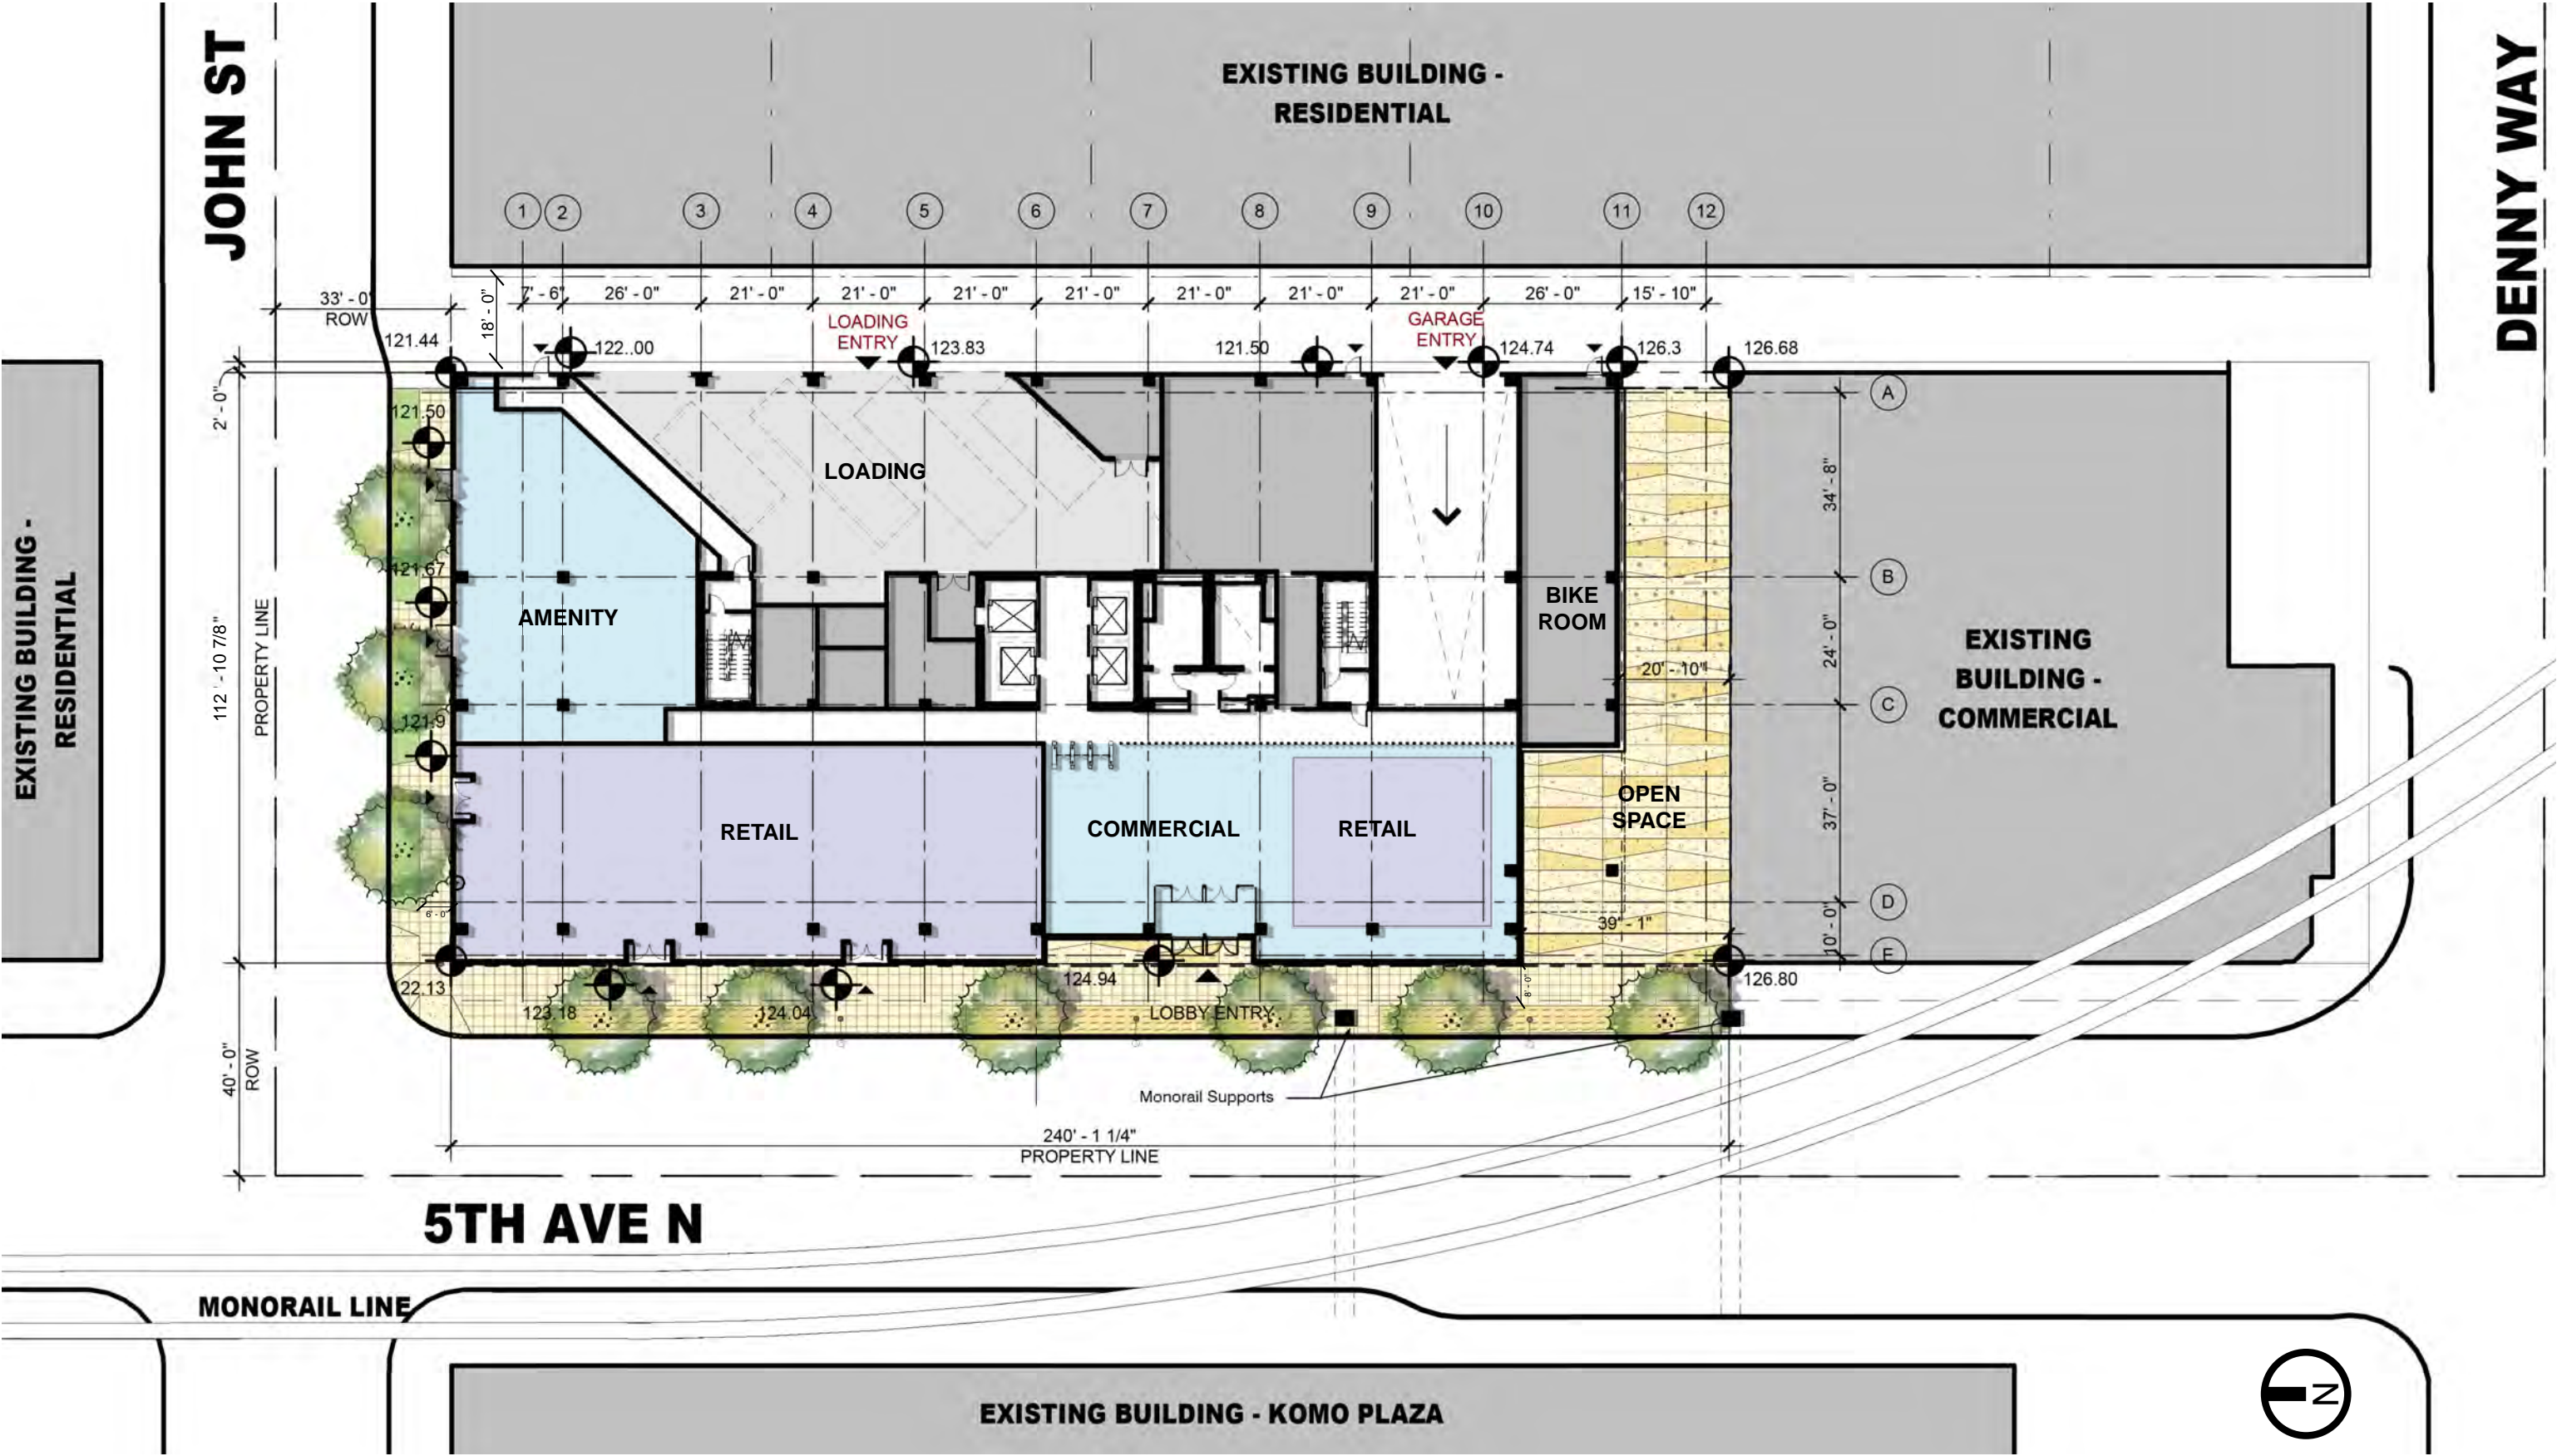 JOHN ST
DENNY WAY
EXISTING BUILDING -
RESIDENTIAL
1
2
3
4
5
6
7
8
9
10
11
12
33' - 0"
ROW
18' - 0"
7' - 6"
26' - 0"
21' - 0"
21' - 0"
21' - 0"
21' - 0"
21' - 0"
21' - 0"
21' - 0"
26' - 0"
15' - 10"
LOADING
ENTRY
GARAGE
ENTRY
121.44
122..00
123.83
121.50
124.74
126.3
126.68
2' - 0"
121.50
A
34' - 8"
LOADING
EXISTING BUILDING -
RESIDENTIAL
112' - 10 7/8"
PROPERTY LINE
121.67
AMENITY
B
BIKE
ROOM
24' - 0"
EXISTING
BUILDING -
COMMERCIAL
20' - 10"
C
121.9
RETAIL
COMMERCIAL
RETAIL
OPEN
SPACE
37' - 0"
6' - 0"
D
39' - 1"
10' - 0"
E
22.13
123.18
124.04
124.94
LOBBY ENTRY
8' - 0"
126.80
40' - 0"
ROW
Monorail Supports
240' - 1 1/4"
PROPERTY LINE
5TH AVE N
MONORAIL LINE
EXISTING BUILDING - KOMO PLAZA
N